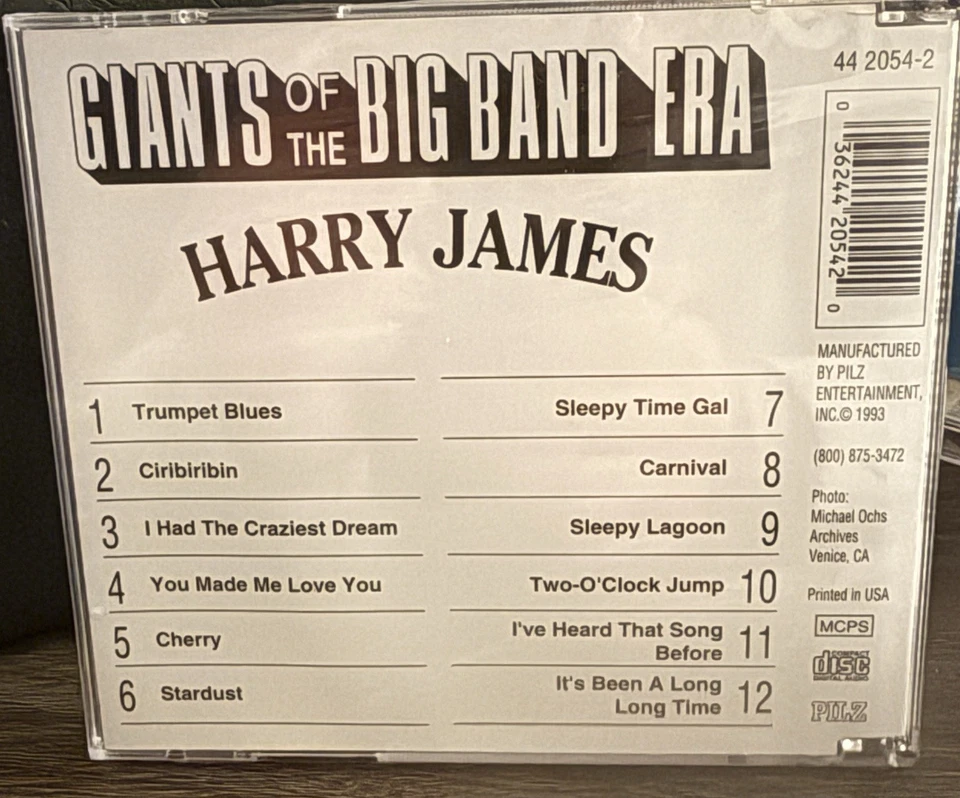 GIANTS OF THE BIG BAND ERA
HARRY JAMES
1 Trumpet Blues
2 Ciribiribin
3 I Had The Craziest Dream
4 You Made Me Love You
5 Cherry
6 Stardust
Sleepy Time Gal 7
Carnival 8
Sleepy Lagoon 9
Two-O'Clock Jump 10
I've Heard That Song
Before 11
It's Been A Long
Long Time 12
44 2054-2
0 36244 20542 0
MANUFACTURED
BY PILZ
ENTERTAINMENT,
INC.© 1993
(800) 875-3472
Photo:
Michael Ochs
Archives
Venice, CA
Printed in USA
MCPS
COMPACT
disc
DIGITAL AUDIO
PILZ